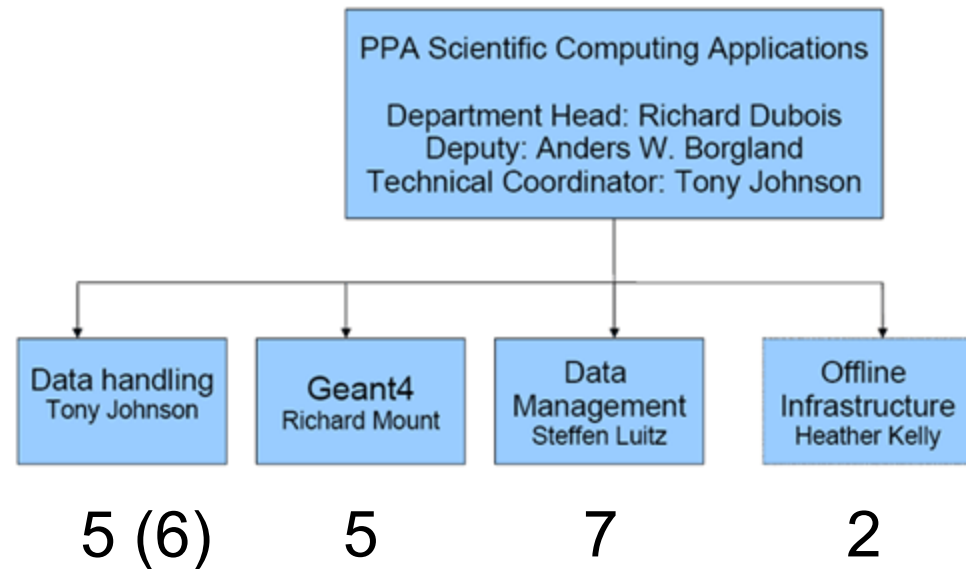 PPA Scientific Computing Applications
Department Head: Richard Dubois
Deputy: Anders W. Borgland
Technical Coordinator: Tony Johnson
Data handling
Tony Johnson
Geant4
Richard Mount
Data
Management
Steffen Luitz
Offline
Infrastructure
Heather Kelly
5 (6)
5
7
2